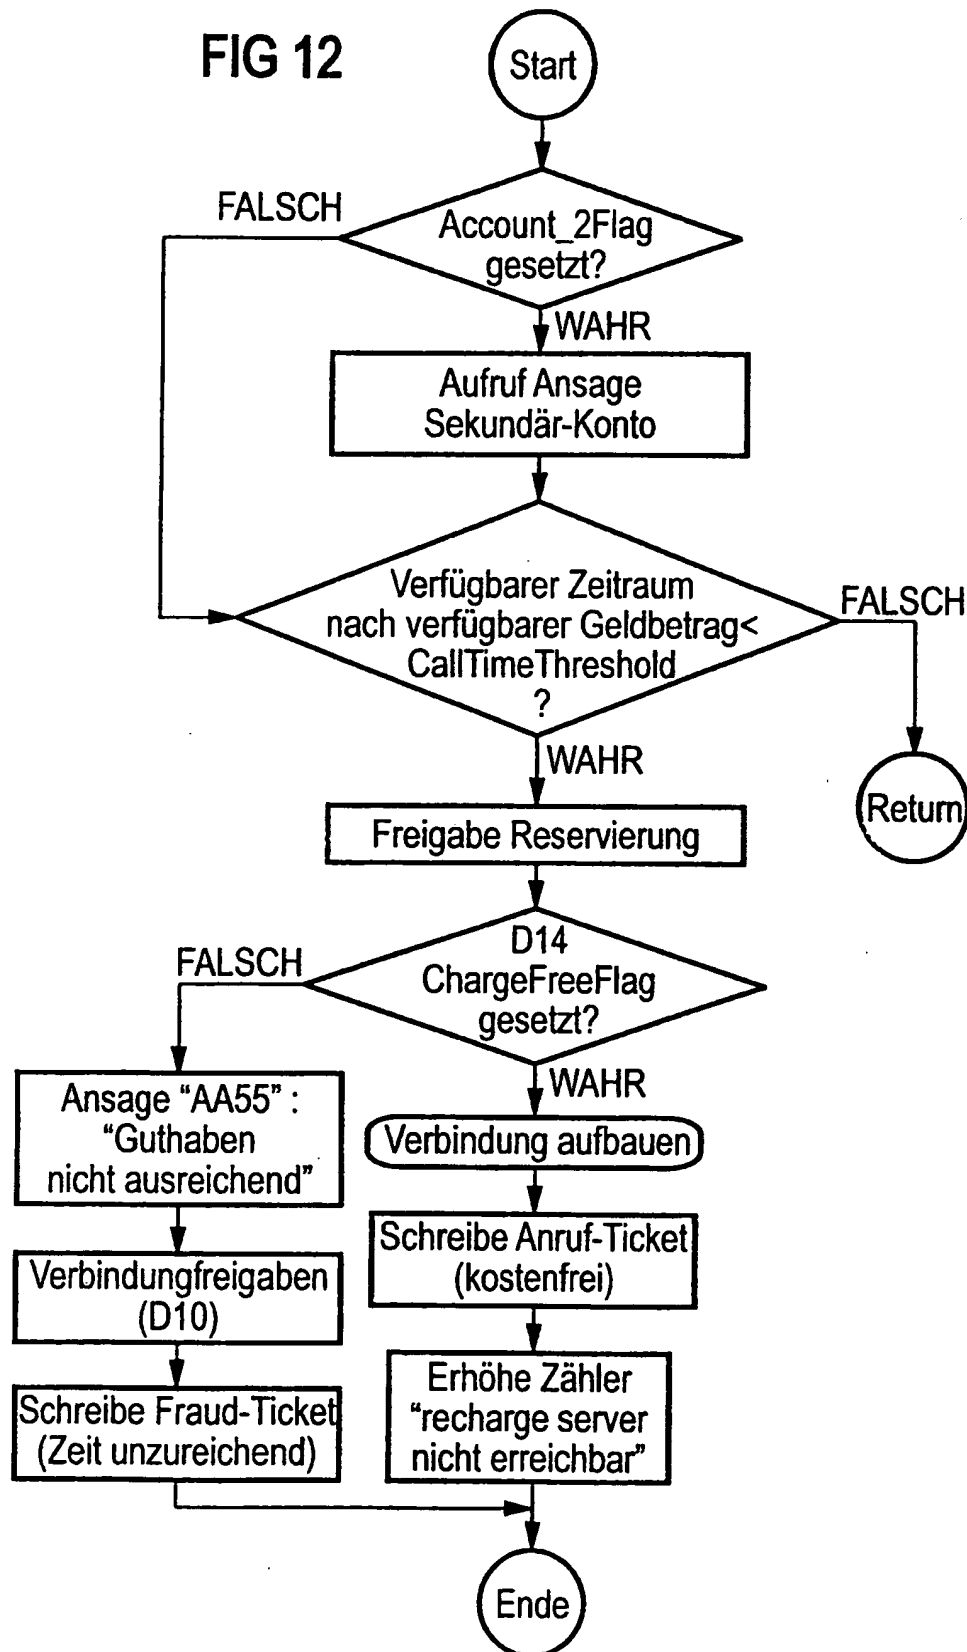 FIG 12
Start
FALSCH
Account_2Flag
gesetzt?
WAHR
Aufruf Ansage
Sekundär-Konto
Verfügbarer Zeitraum
nach verfügbarer Geldbetrag<
CallTimeThreshold
?
FALSCH
WAHR
Return
Freigabe Reservierung
D14
ChargeFreeFlag
gesetzt?
FALSCH
WAHR
Ansage “AA55” :
“Guthaben
nicht ausreichend”
Verbindungfreigaben
(D10)
Schreibe Fraud-Ticket
(Zeit unzureichend)
Verbindung aufbauen
Schreibe Anruf-Ticket
(kostenfrei)
Erhöhe Zähler
“recharge server
nicht erreichbar”
Ende